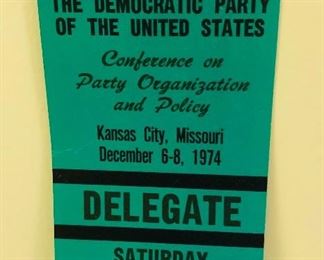 THE DEMOCRATIC PARTY
OF THE UNITED STATES
Conference on
Party Organization
and Policy
Kansas City, Missouri
December 6-8, 1974
DELEGATE
SATURDAY